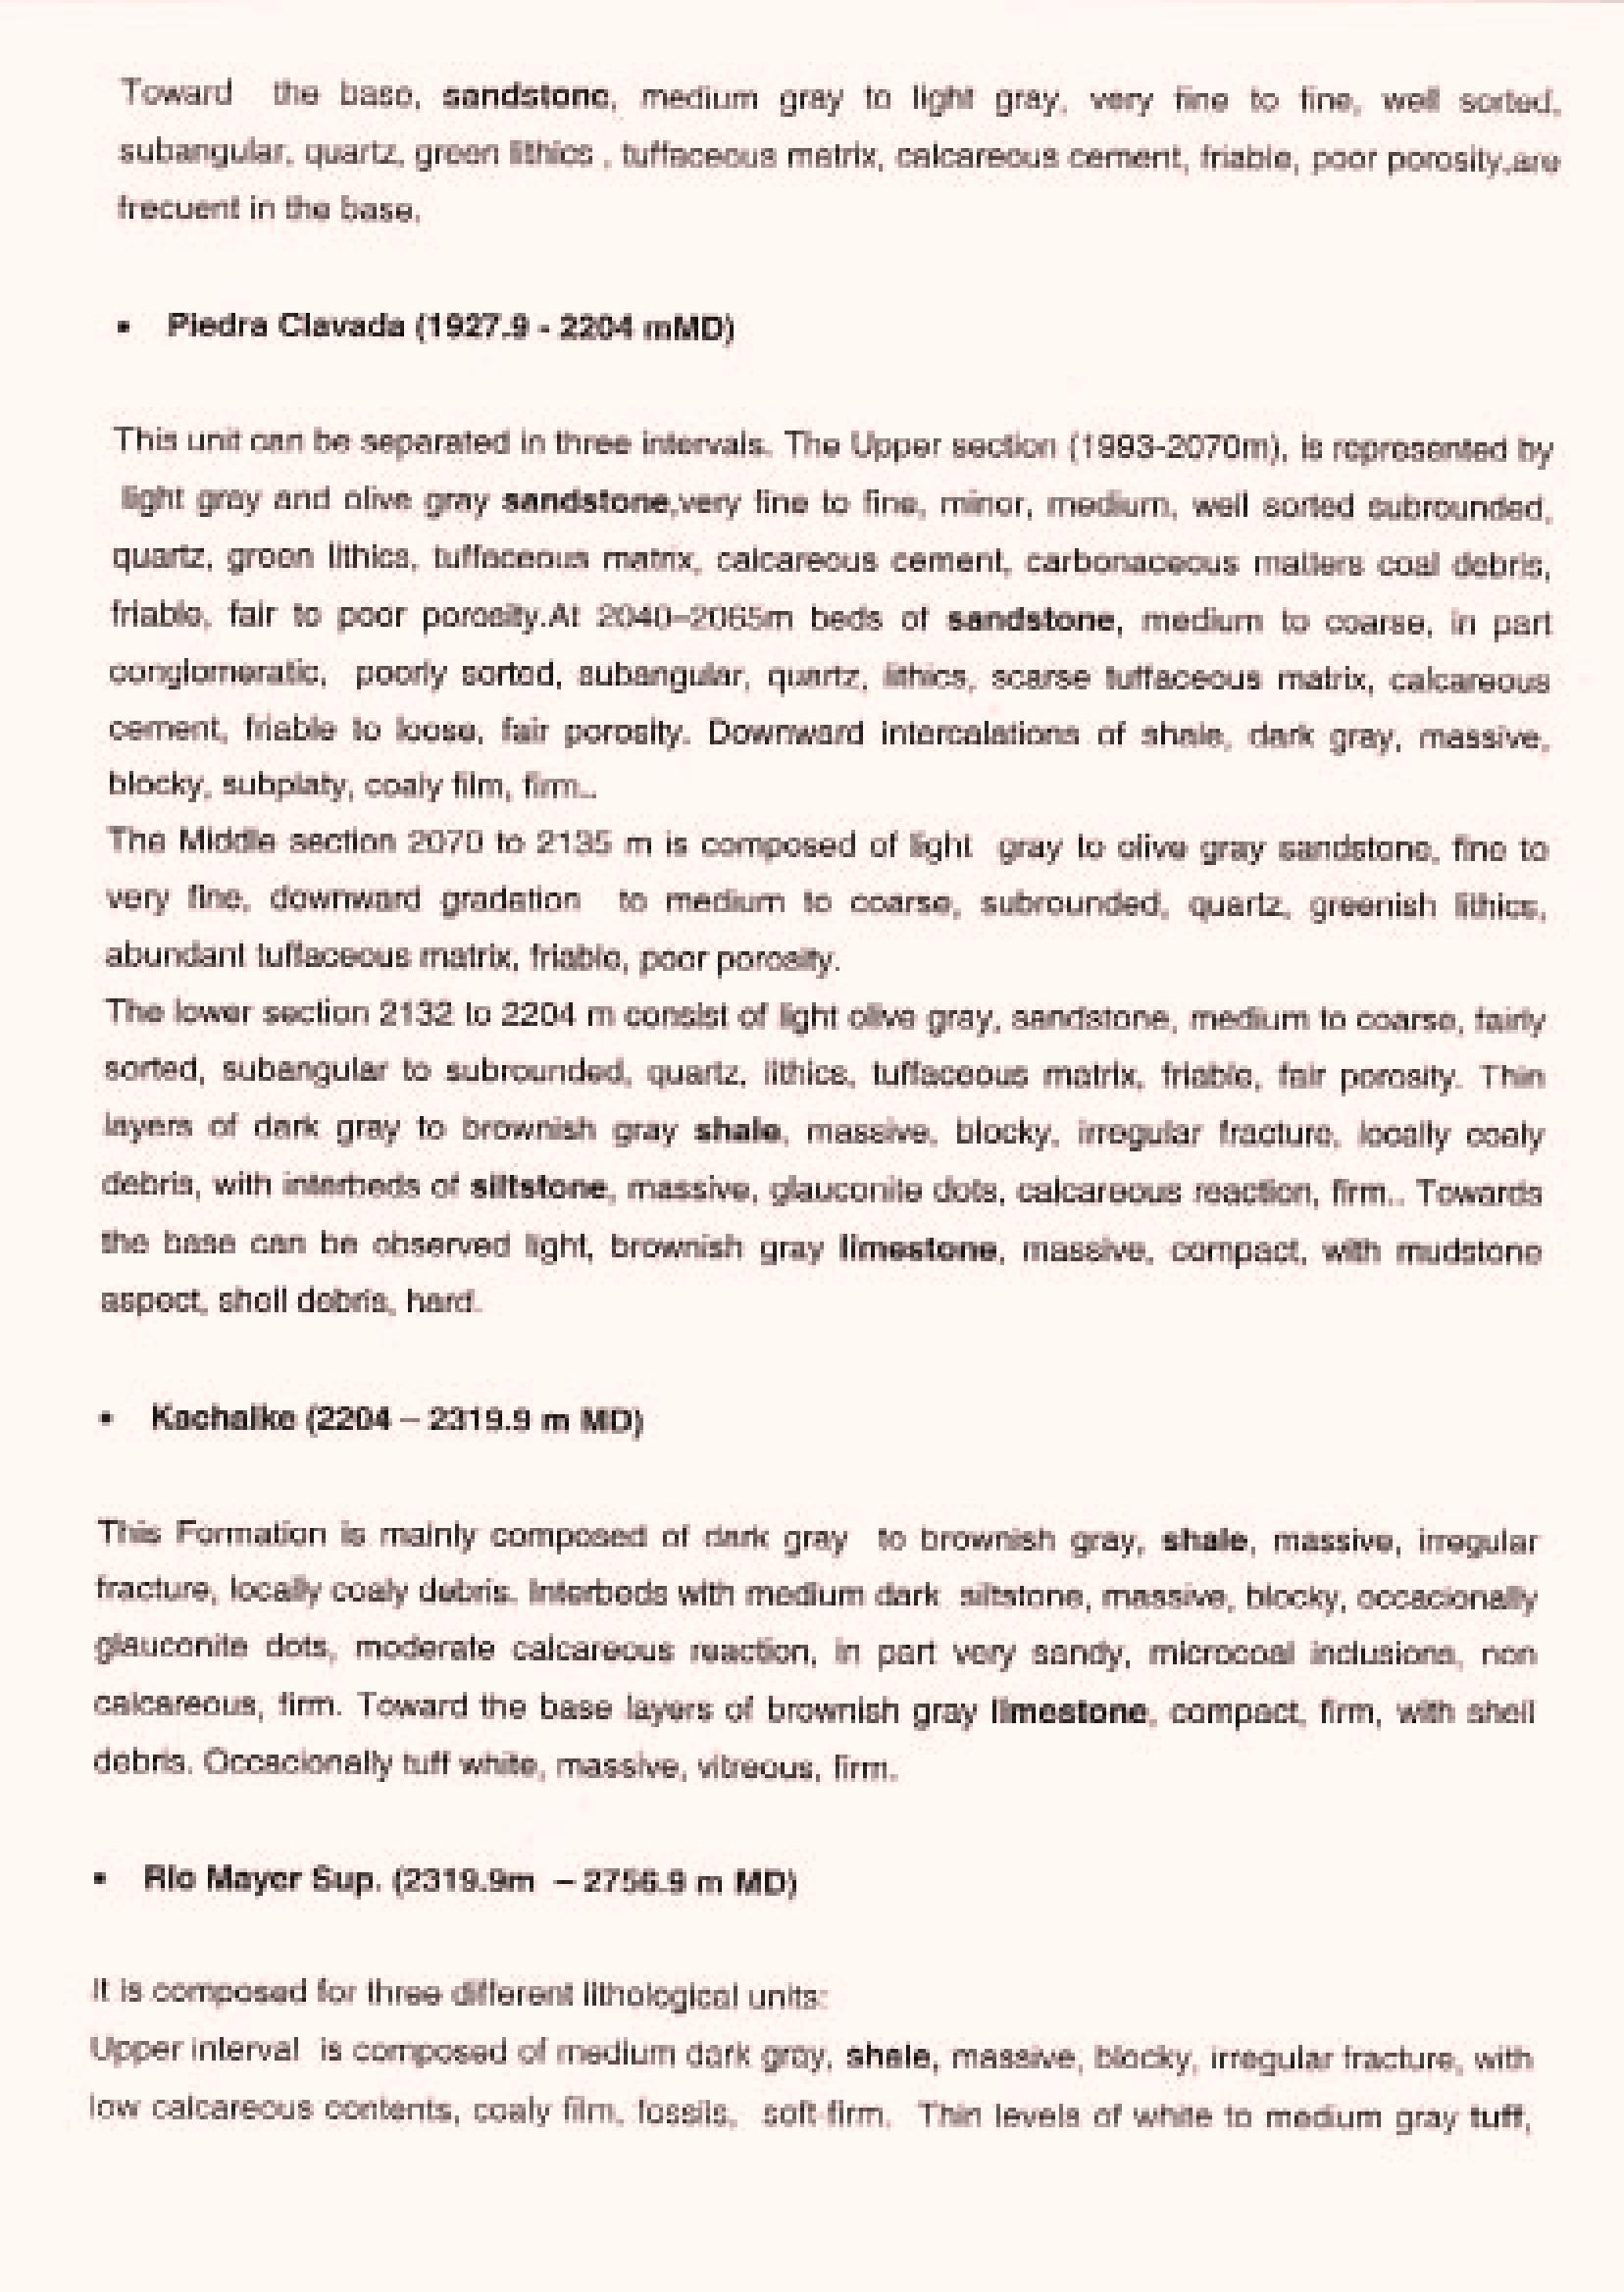 Toward the base, sandstone, medium gray to light gray, very fine to fine, well sorted,
subangular, quartz, green lithics , tuffaceous matrix, calcareous cement, friable, poor porosity,are
frecuent in the base.
▪ Piedra Clavada (1927.9 - 2204 mMD)
This unit can be separated in three intervals. The Upper section (1993-2070m), is represented by
light gray and olive gray sandstone,very fine to fine, minor, medium, well sorted subrounded,
quartz, green lithics, tuffaceous matrix, calcareous cement, carbonaceous matters coal debris,
friable, fair to poor porosity.At 2040–2065m beds of sandstone, medium to coarse, in part
conglomeratic, poorly sorted, subangular, quartz, lithics, scarse tuffaceous matrix, calcareous
cement, friable to loose, fair porosity. Downward intercalations of shale, dark gray, massive,
blocky, subplaty, coaly film, firm..
The Middle section 2070 to 2135 m is composed of light gray to olive gray sandstone, fine to
very fine, downward gradation to medium to coarse, subrounded, quartz, greenish lithics,
abundant tuffaceous matrix, friable, poor porosity.
The lower section 2132 to 2204 m consist of light olive gray, sandstone, medium to coarse, fairly
sorted, subangular to subrounded, quartz, lithics, tuffaceous matrix, friable, fair porosity. Thin
layers of dark gray to brownish gray shale, massive, blocky, irregular fracture, locally coaly
debris, with interbeds of siltstone, massive, glauconite dots, calcareous reaction, firm.. Towards
the base can be observed light, brownish gray limestone, massive, compact, with mudstone
aspect, shell debris, hard.
▪ Kachaike (2204 – 2319.9 m MD)
This Formation is mainly composed of dark gray to brownish gray, shale, massive, irregular
fracture, locally coaly debris. Interbeds with medium dark siltstone, massive, blocky, occacionally
glauconite dots, moderate calcareous reaction, in part very sandy, microcoal inclusions, non
calcareous, firm. Toward the base layers of brownish gray limestone, compact, firm, with shell
debris. Occacionally tuff white, massive, vitreous, firm.
▪ Rio Mayer Sup. (2319.9m – 2756.9 m MD)
It is composed for three different lithological units:
Upper interval is composed of medium dark gray, shale, massive, blocky, irregular fracture, with
low calcareous contents, coaly film, fossils, soft-firm. Thin levels of white to medium gray tuff,